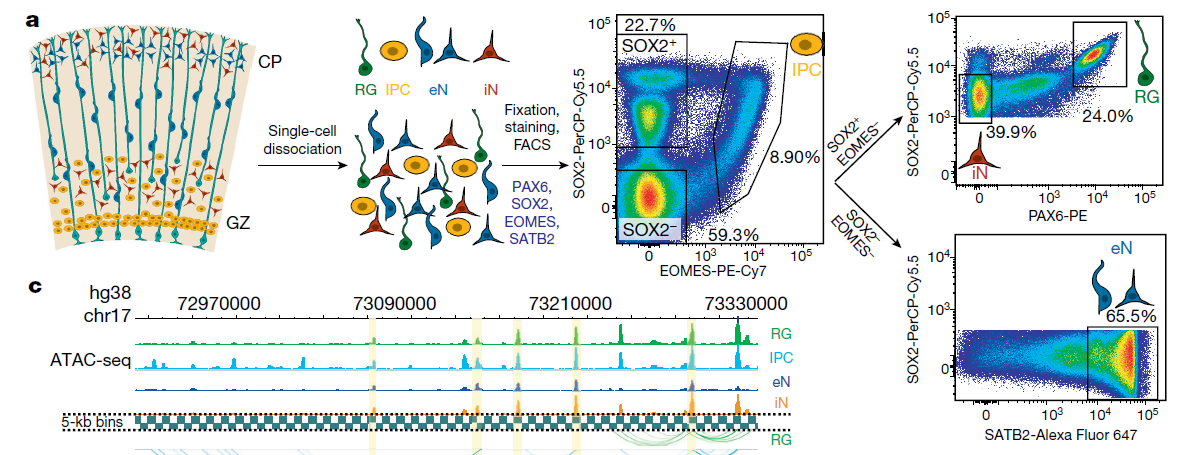 a
CP
GZ
RG IPC eN iN
Single-cell
dissociation
Fixation,
staining,
FACS
PAX6,
SOX2,
EOMES,
SATB2
SOX2-PerCP-Cy5.5
10⁵
10⁴
10³
0
22.7%
SOX2⁺
IPC
8.90%
SOX2⁻
59.3%
0 10³ 10⁴ 10⁵
EOMES-PE-Cy7
SOX2⁺
EOMES⁻
SOX2⁻
EOMES⁻
SOX2-PerCP-Cy5.5
10⁵
10⁴
10³
0
RG
24.0%
39.9%
iN
0 10³ 10⁴ 10⁵
PAX6-PE
SOX2-PerCP-Cy5.5
10⁴
10³
0
eN
65.5%
0 10³ 10⁴ 10⁵
SATB2-Alexa Fluor 647
c
hg38
chr17
72970000 73090000 73210000 73330000
ATAC-seq
RG
IPC
eN
iN
5-kb bins
RG